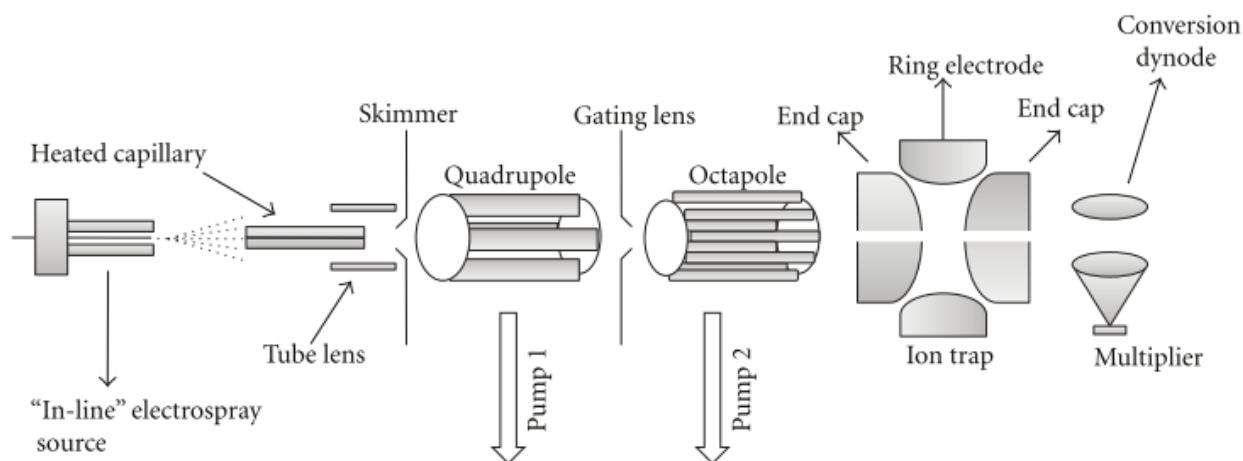 Conversion
dynode
Ring electrode
End cap
End cap
Skimmer
Gating lens
Heated capillary
Quadrupole
Octapole
Tube lens
Ion trap
Multiplier
Pump 1
Pump 2
“In-line” electrospray
source